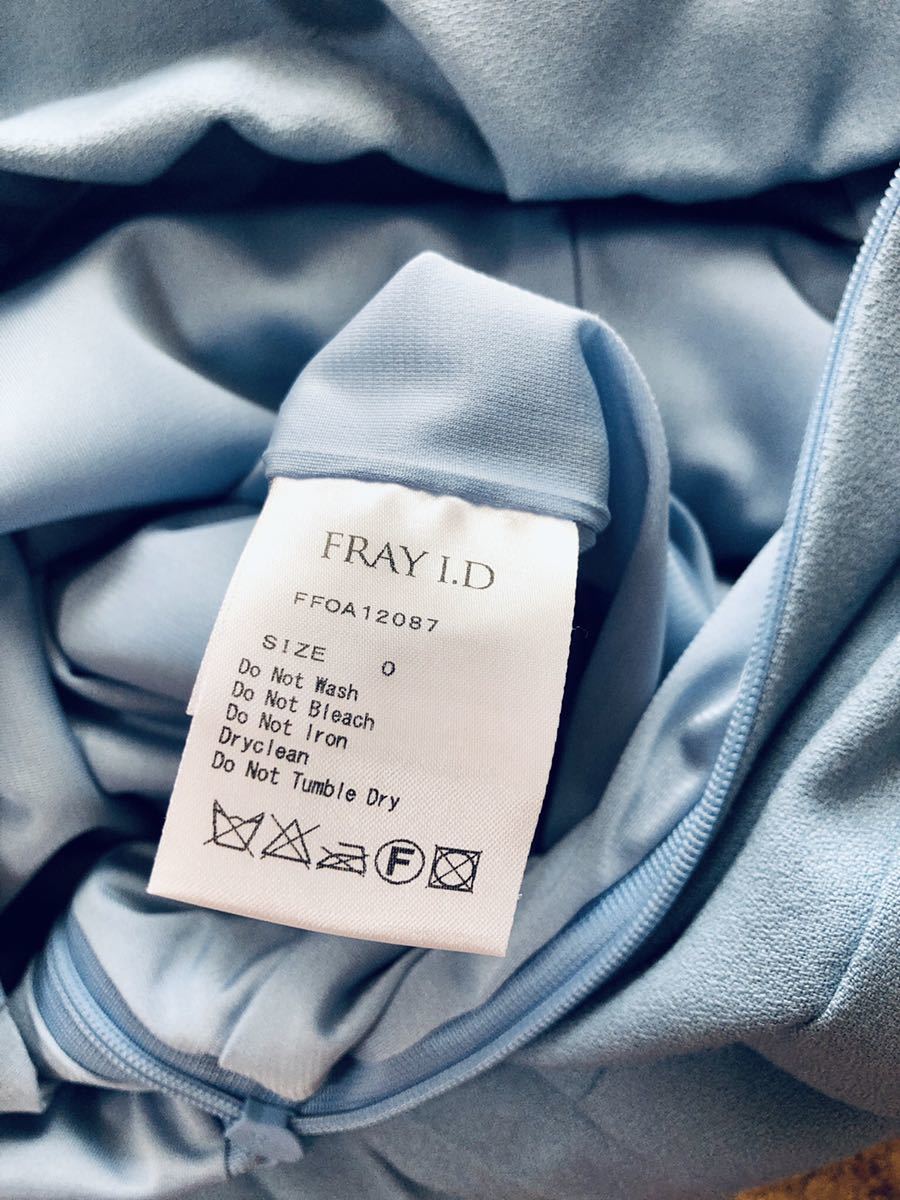 FRAY I.D
FFOA12087
SIZE 0
Do Not Wash
Do Not Bleach
Do Not Iron
Dryclean
Do Not Tumble Dry
F